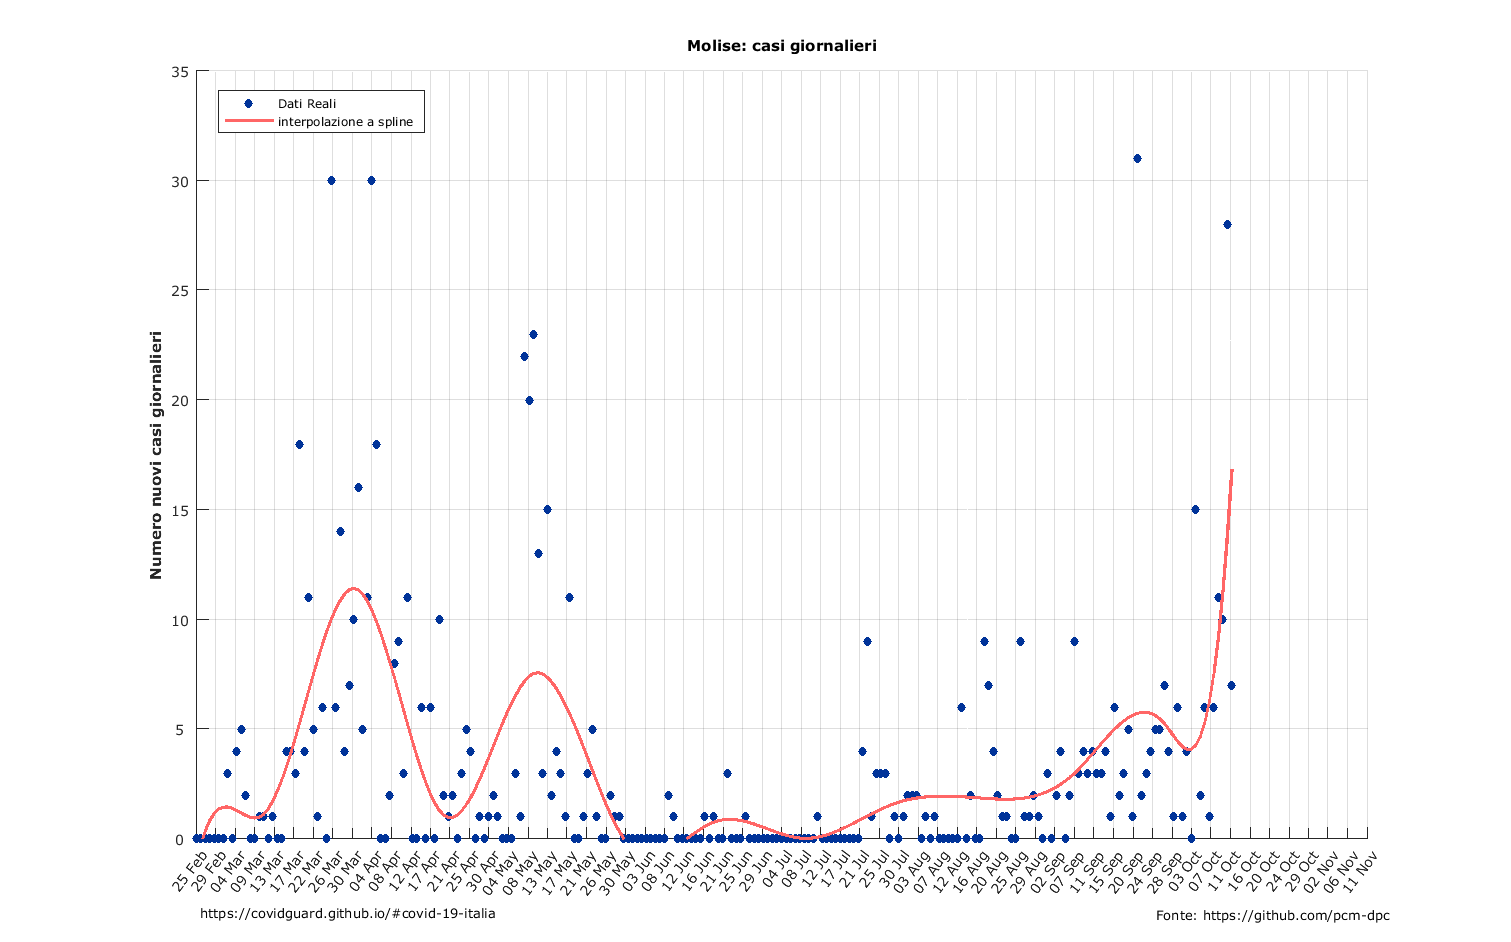 Molise: casi giornalieri
Dati Reali
interpolazione a spline
Numero nuovi casi giornalieri
35
30
25
20
15
10
5
0
25 Feb
29 Feb
04 Mar
09 Mar
13 Mar
17 Mar
22 Mar
26 Mar
30 Mar
04 Apr
08 Apr
12 Apr
17 Apr
21 Apr
25 Apr
30 Apr
04 May
08 May
13 May
17 May
21 May
26 May
30 May
03 Jun
08 Jun
12 Jun
16 Jun
21 Jun
25 Jun
29 Jun
04 Jul
08 Jul
12 Jul
17 Jul
21 Jul
25 Jul
30 Jul
03 Aug
07 Aug
12 Aug
16 Aug
20 Aug
25 Aug
29 Aug
02 Sep
07 Sep
11 Sep
15 Sep
20 Sep
24 Sep
28 Sep
03 Oct
07 Oct
11 Oct
16 Oct
20 Oct
24 Oct
29 Oct
02 Nov
06 Nov
11 Nov
https://covidguard.github.io/#covid-19-italia
Fonte: https://github.com/pcm-dpc